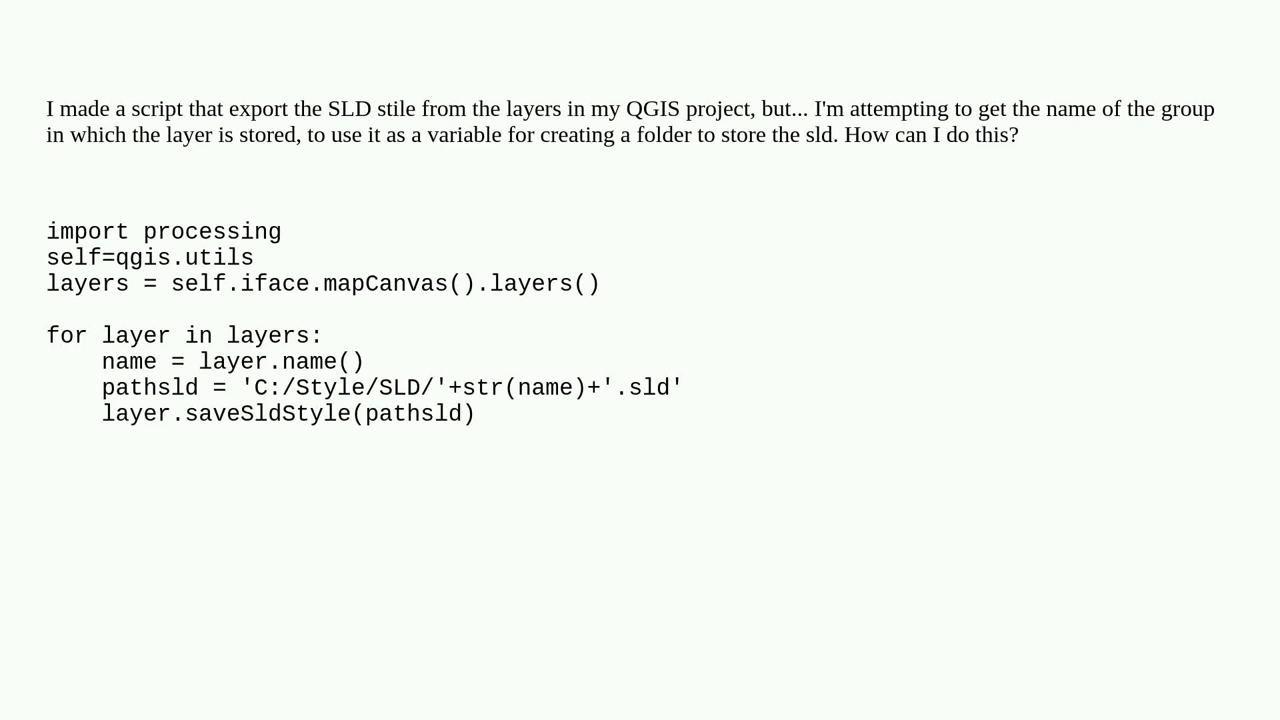 I made a script that export the SLD stile from the layers in my QGIS project, but... I'm attempting to get the name of the group
in which the layer is stored, to use it as a variable for creating a folder to store the sld. How can I do this?
import processing
self=qgis.utils
layers = self.iface.mapCanvas().layers()
for layer in layers:
    name = layer.name()
    pathsld = 'C:/Style/SLD/'+str(name)+'.sld'
    layer.saveSldStyle(pathsld)